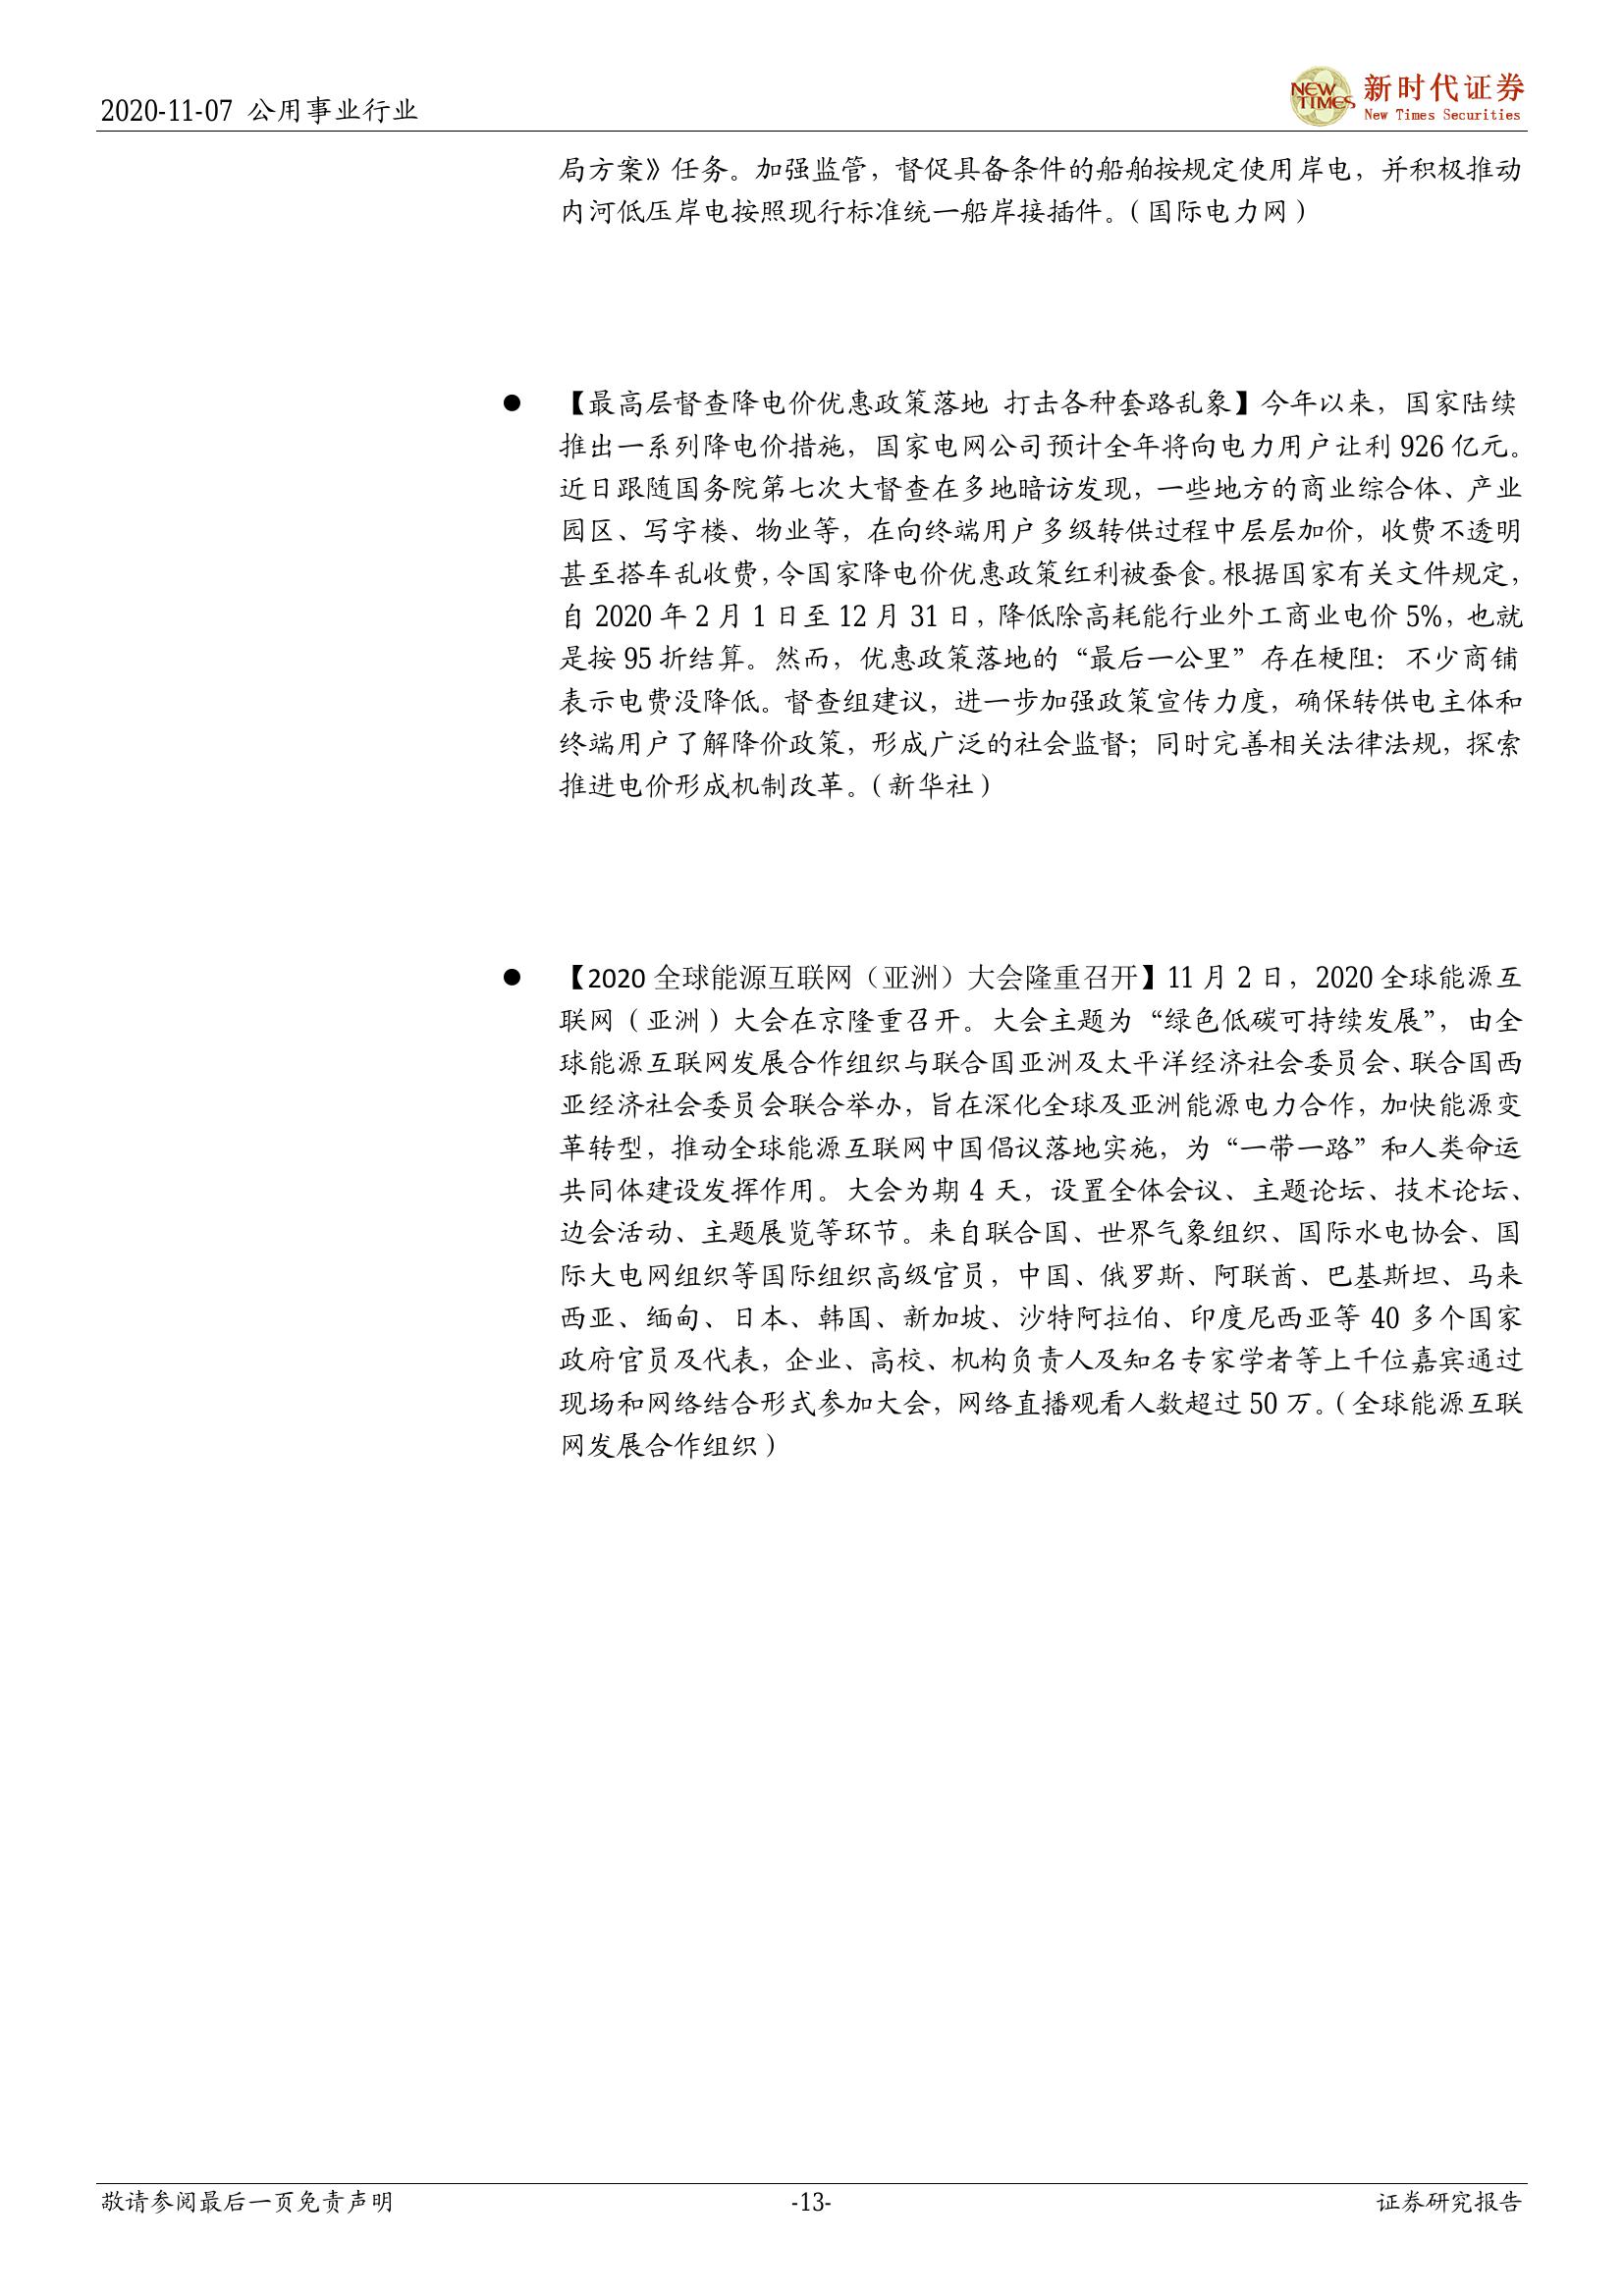 2020-11-07 公用事业行业
NEW TIMES
新时代证券
New Times Securities
局方案》任务。加强监管，督促具备条件的船舶按规定使用岸电，并积极推动
内河低压岸电按照现行标准统一船岸接插件。（国际电力网）
● 【最高层督查降电价优惠政策落地 打击各种套路乱象】今年以来，国家陆续
推出一系列降电价措施，国家电网公司预计全年将向电力用户让利 926 亿元。
近日跟随国务院第七次大督查在多地暗访发现，一些地方的商业综合体、产业
园区、写字楼、物业等，在向终端用户多级转供过程中层层加价，收费不透明
甚至搭车乱收费，令国家降电价优惠政策红利被蚕食。根据国家有关文件规定，
自 2020 年 2 月 1 日至 12 月 31 日，降低除高耗能行业外工商业电价 5%，也就
是按 95 折结算。然而，优惠政策落地的“最后一公里”存在梗阻：不少商铺
表示电费没降低。督查组建议，进一步加强政策宣传力度，确保转供电主体和
终端用户了解降价政策，形成广泛的社会监督；同时完善相关法律法规，探索
推进电价形成机制改革。（新华社）
● 【2020 全球能源互联网（亚洲）大会隆重召开】11 月 2 日，2020 全球能源互
联网（亚洲）大会在京隆重召开。大会主题为“绿色低碳可持续发展”，由全
球能源互联网发展合作组织与联合国亚洲及太平洋经济社会委员会、联合国西
亚经济社会委员会联合举办，旨在深化全球及亚洲能源电力合作，加快能源变
革转型，推动全球能源互联网中国倡议落地实施，为“一带一路”和人类命运
共同体建设发挥作用。大会为期 4 天，设置全体会议、主题论坛、技术论坛、
边会活动、主题展览等环节。来自联合国、世界气象组织、国际水电协会、国
际大电网组织等国际组织高级官员，中国、俄罗斯、阿联酋、巴基斯坦、马来
西亚、缅甸、日本、韩国、新加坡、沙特阿拉伯、印度尼西亚等 40 多个国家
政府官员及代表，企业、高校、机构负责人及知名专家学者等上千位嘉宾通过
现场和网络结合形式参加大会，网络直播观看人数超过 50 万。（全球能源互联
网发展合作组织）
敬请参阅最后一页免责声明
-13-
证券研究报告